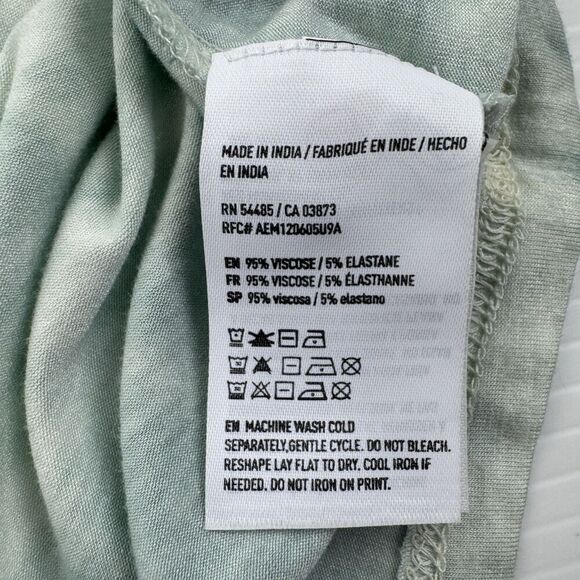 MADE IN INDIA / FABRIQUÉ EN INDE / HECHO
EN INDIA
RN 54485 / CA 03873
RFC# AEM120605U9A
EN 95% VISCOSE / 5% ELASTANE
FR 95% VISCOSE / 5% ÉLASTHANNE
SP 95% viscosa / 5% elastano
EN MACHINE WASH COLD
SEPARATELY,GENTLE CYCLE. DO NOT BLEACH.
RESHAPE LAY FLAT TO DRY. COOL IRON IF
NEEDED. DO NOT IRON ON PRINT.